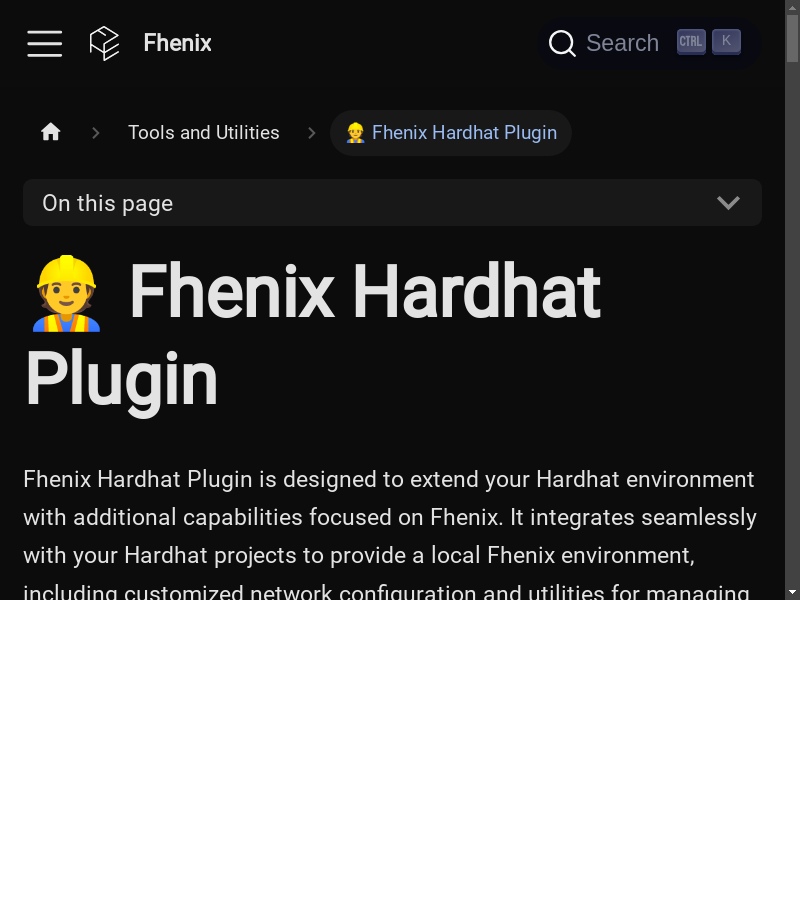 Fhenix
Search CTRL K
Tools and Utilities
👷 Fhenix Hardhat Plugin
On this page
👷 Fhenix Hardhat
Plugin
Fhenix Hardhat Plugin is designed to extend your Hardhat environment
with additional capabilities focused on Fhenix. It integrates seamlessly
with your Hardhat projects to provide a local Fhenix environment,
including customized network configuration and utilities for managing